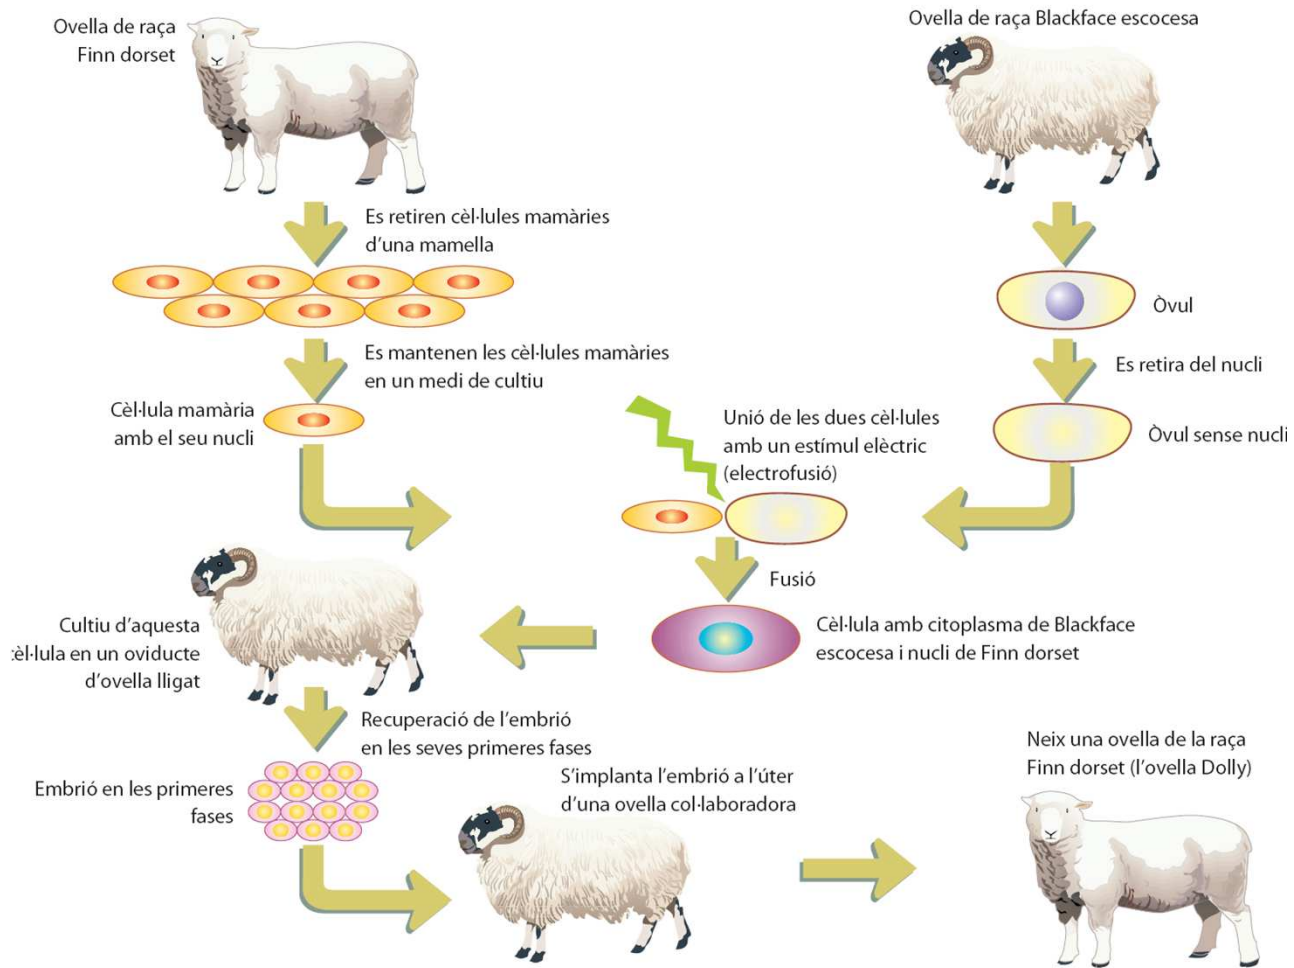 Ovella de raça
Finn dorset
Ovella de raça Blackface escocesa
Es retiren cèl·lules mamàries
d'una mamella
Òvul
Es mantenen les cèl·lules mamàries
en un medi de cultiu
Es retira del nucli
Cèl·lula mamària
amb el seu nucli
Unió de les dues cèl·lules
amb un estímul elèctric
(electrofusió)
Òvul sense nucli
Fusió
Cèl·lula amb citoplasma de Blackface
escocesa i nucli de Finn dorset
Cultiu d'aquesta
cèl·lula en un oviducte
d'ovella lligat
Recuperació de l'embrió
en les seves primeres fases
Embrió en les primeres
fases
S'implanta l'embrió a l'úter
d'una ovella col·laboradora
Neix una ovella de la raça
Finn dorset (l'ovella Dolly)